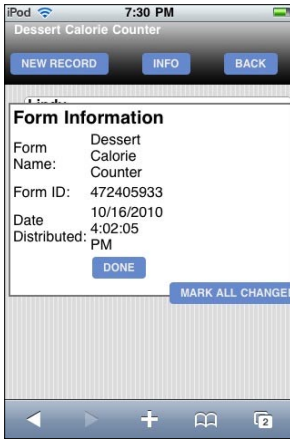 iPod 7:30 PM
Dessert Calorie Counter
NEW RECORD INFO BACK
Form Information
Form Name: Dessert Calorie Counter
Form ID: 472405933
Date Distributed: 10/16/2010 4:02:05 PM
DONE
MARK ALL CHANGE
2